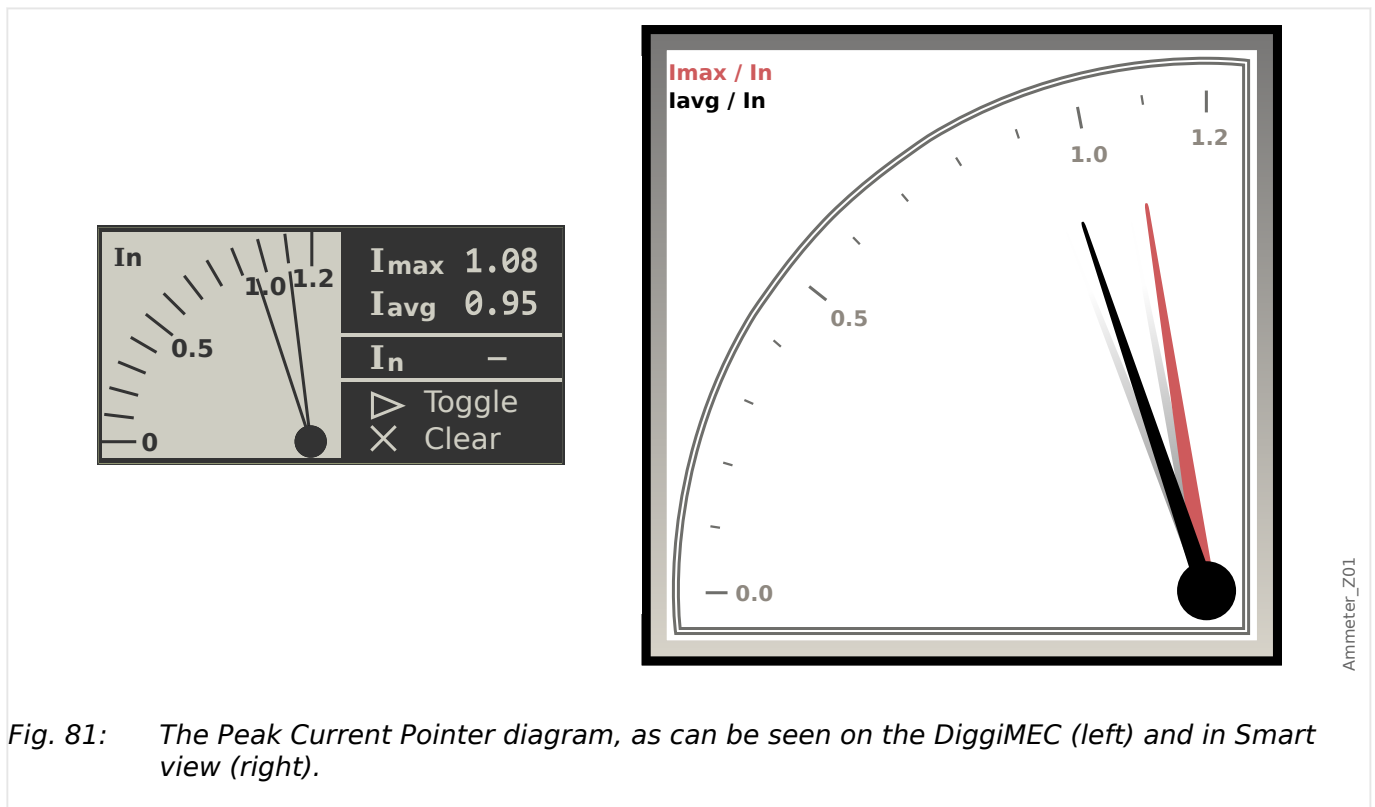 In
1.0
1.2
0.5
0
Imax 1.08
Iavg 0.95
In –
Toggle
Clear
Imax / In
Iavg / In
1.0
1.2
0.5
0.0
Ammeter_Z01
Fig. 81: The Peak Current Pointer diagram, as can be seen on the DiggiMEC (left) and in Smart
view (right).